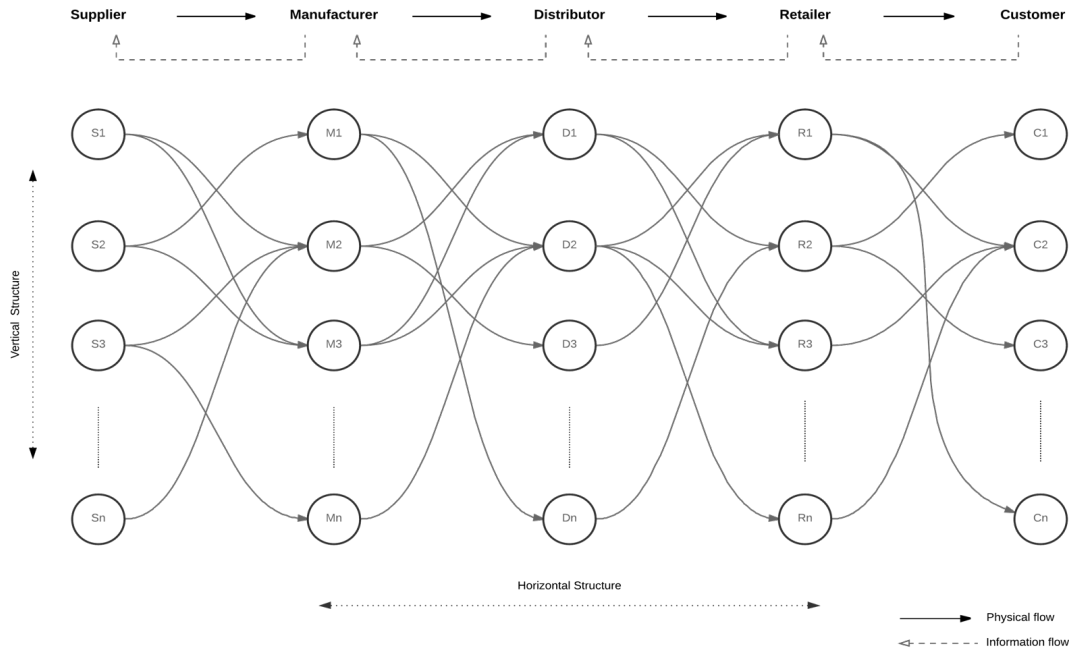 Supplier Manufacturer Distributor Retailer Customer
S1 M1 D1 R1 C1
S2 M2 D2 R2 C2
Vertical Structure
S3 M3 D3 R3 C3
Sn Mn Dn Rn Cn
Horizontal Structure
Physical flow
Information flow